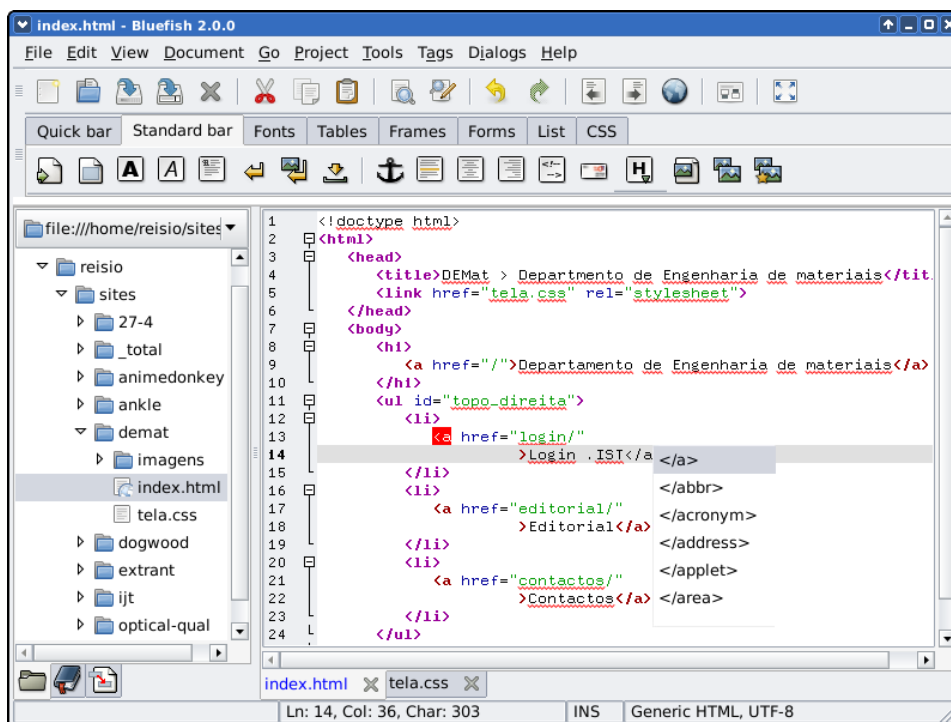 index.html - Bluefish 2.0.0
File Edit View Document Go Project Tools Tags Dialogs Help
Quick bar Standard bar Fonts Tables Frames Forms List CSS
file:///home/reisio/sites
reisio
sites
27-4
_total
animedonkey
ankle
demat
imagens
index.html
tela.css
dogwood
extrant
ijt
optical-qual
1 <!doctype html>
2 <html>
3 <head>
4 <title>DEMat > Departmento de Engenharia de materiais</tit
5 <link href="tela.css" rel="stylesheet">
6 </head>
7 <body>
8 <h1>
9 <a href="/">Departamento de Engenharia de materiais</a>
10 </h1>
11 <ul id="topo_direita">
12 <li>
13 <a href="login/"
14 >Login .IST</a
15 </li>
16 <li>
17 <a href="editorial/"
18 >Editorial</a>
19 </li>
20 <li>
21 <a href="contactos/"
22 >Contactos</a>
23 </li>
24 </ul>
</a>
</abbr>
</acronym>
</address>
</applet>
</area>
index.html tela.css
Ln: 14, Col: 36, Char: 303 INS Generic HTML, UTF-8